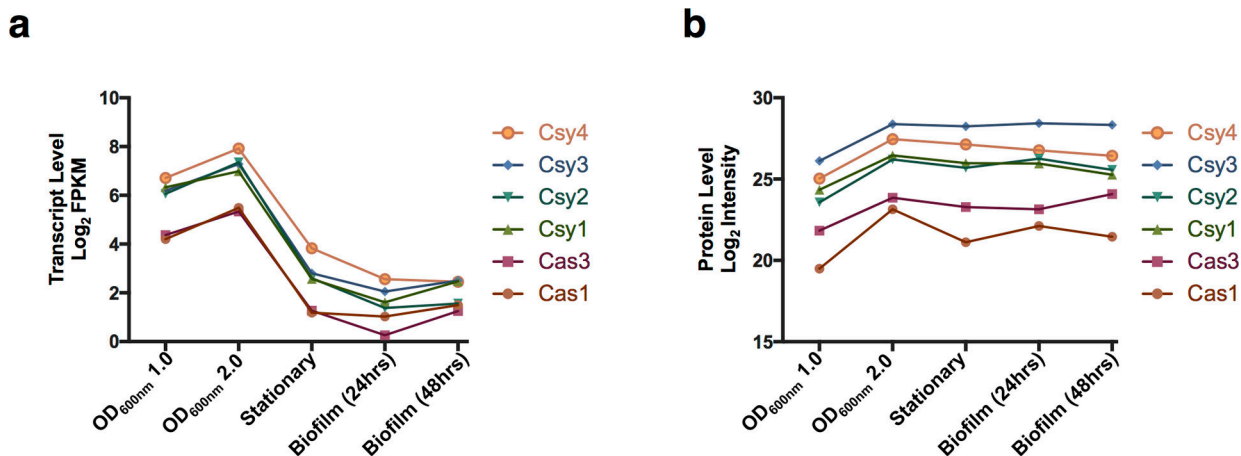 a
Transcript Level
Log2 FPKM
10
8
6
4
2
0
OD600nm 1.0
OD600nm 2.0
Stationary
Biofilm (24hrs)
Biofilm (48hrs)
Csy4
Csy3
Csy2
Csy1
Cas3
Cas1
b
Protein Level
Log2 Intensity
30
25
20
15
OD600nm 1.0
OD600nm 2.0
Stationary
Biofilm (24hrs)
Biofilm (48hrs)
Csy4
Csy3
Csy2
Csy1
Cas3
Cas1